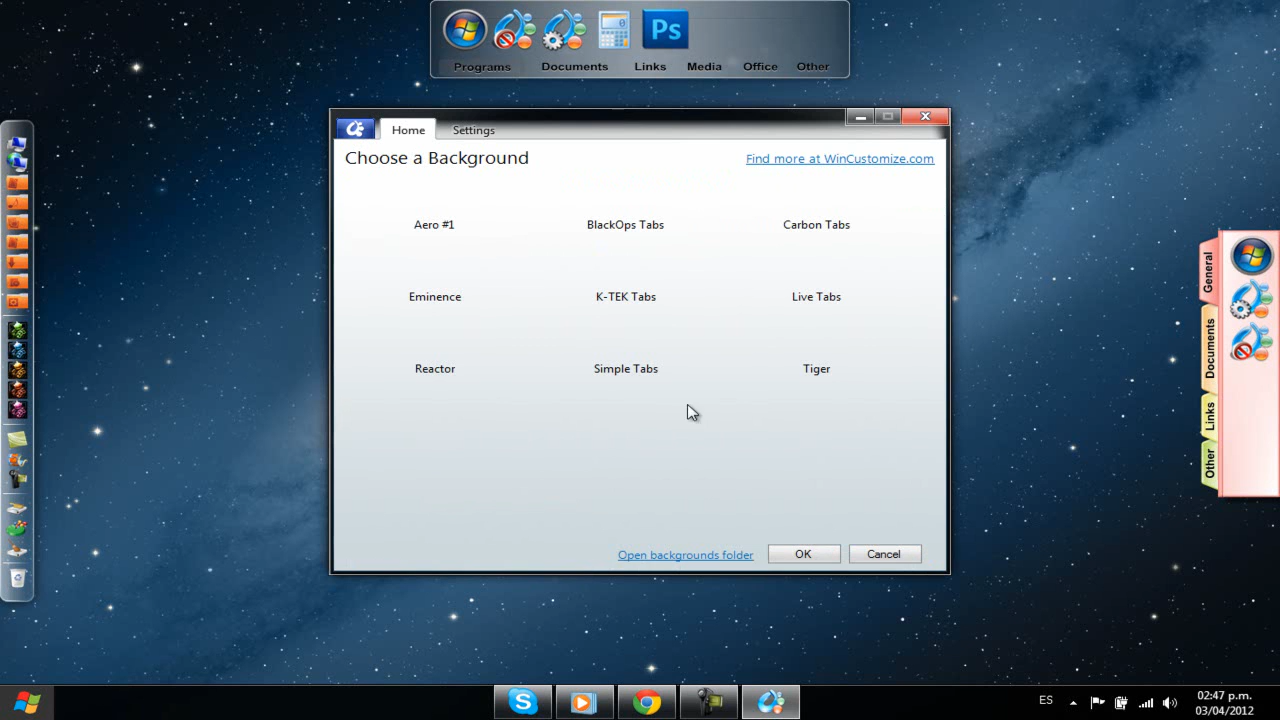 Ps
Programs Documents Links Media Office Other
Home Settings
Choose a Background
Find more at WinCustomize.com
Aero #1 BlackOps Tabs Carbon Tabs
Eminence K-TEK Tabs Live Tabs
Reactor Simple Tabs Tiger
Open backgrounds folder OK Cancel
General
Documents
Links
Other
ES
02:47 p.m.
03/04/2012